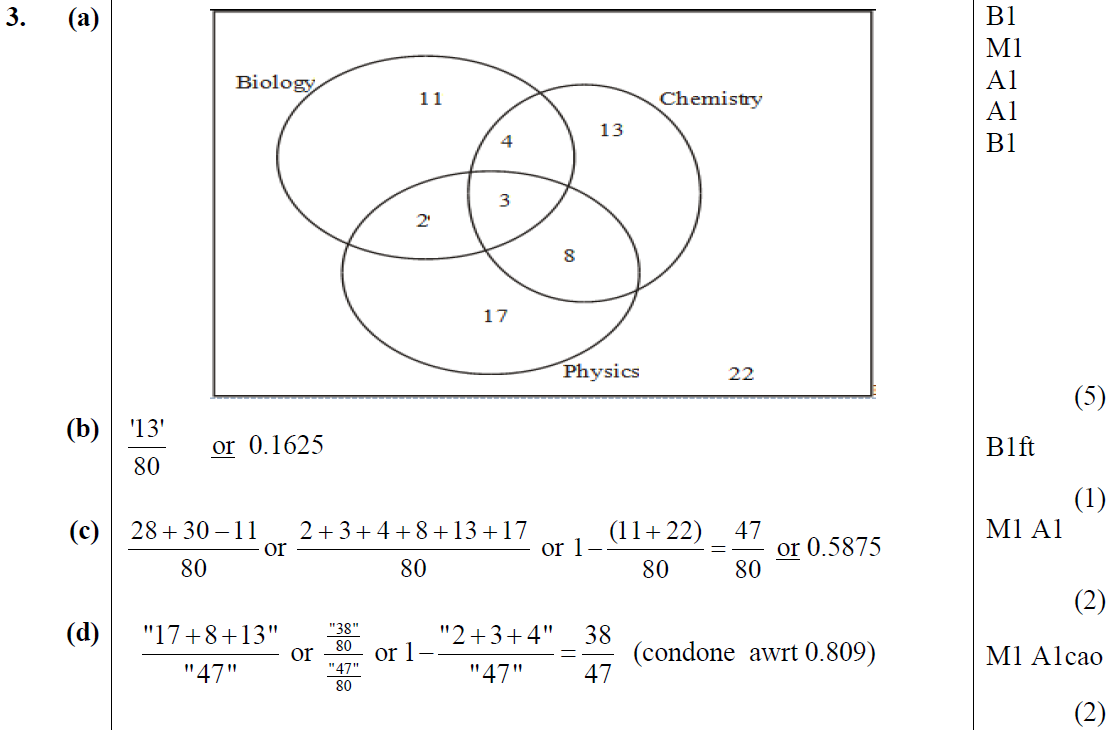 3. (a) B1
M1
Biology 11 Chemistry A1
4 13 A1
B1
3
2'
8
17
Physics 22
(5)
(b) '13'/80 or 0.1625 B1ft
(1)
(c) (28 + 30 – 11)/80 or (2 + 3 + 4 + 8 + 13 + 17)/80 or 1 – (11 + 22)/80 = 47/80 or 0.5875 M1 A1
(2)
(d) "17 + 8 + 13"/"47" or ("38"/80)/("47"/80) or 1 – "2 + 3 + 4"/"47" = 38/47 (condone awrt 0.809) M1 A1cao
(2)